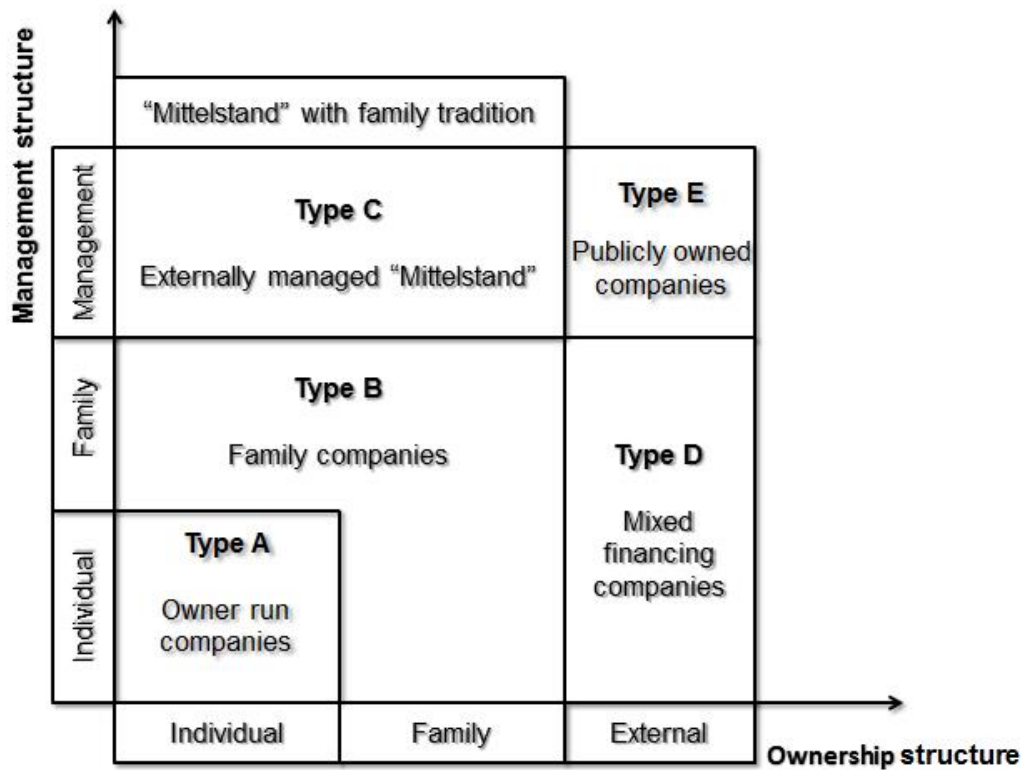 Management structure
"Mittelstand" with family tradition
Management
Type C
Externally managed "Mittelstand"
Type E
Publicly owned
companies
Family
Type B
Family companies
Type D
Mixed
financing
companies
Individual
Type A
Owner run
companies
Individual
Family
External
Ownership structure